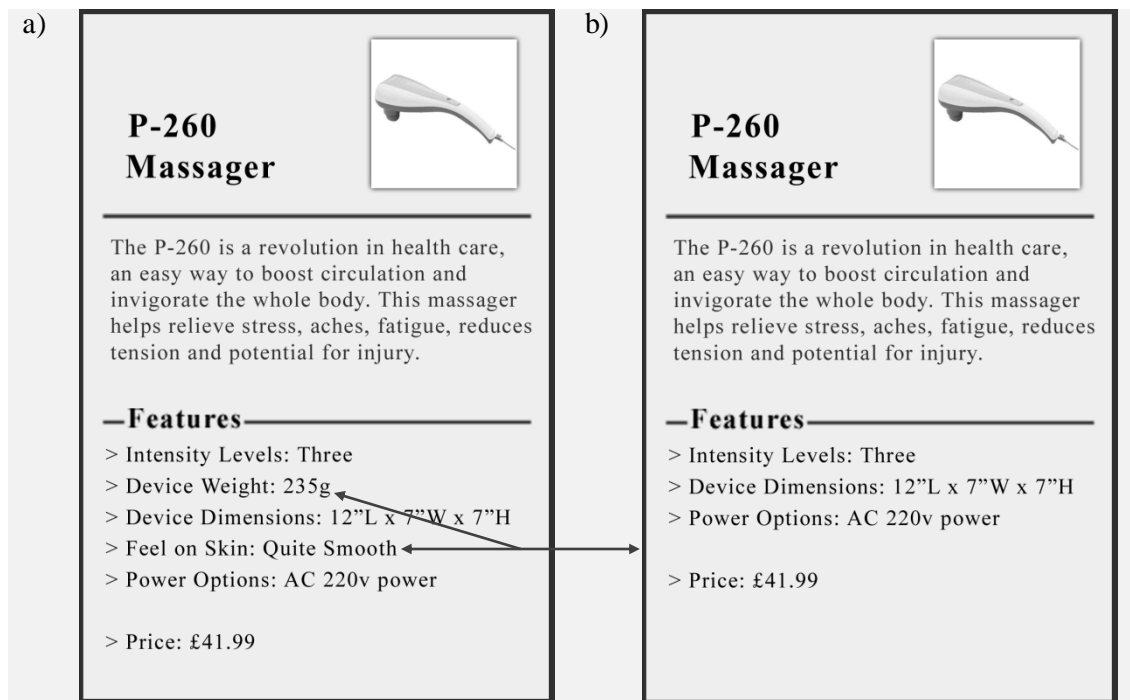 a)
P-260
Massager
The P-260 is a revolution in health care,
an easy way to boost circulation and
invigorate the whole body. This massager
helps relieve stress, aches, fatigue, reduces
tension and potential for injury.
Features
> Intensity Levels: Three
> Device Weight: 235g
> Device Dimensions: 12”L x 7”W x 7”H
> Feel on Skin: Quite Smooth
> Power Options: AC 220v power
> Price: £41.99
b)
P-260
Massager
The P-260 is a revolution in health care,
an easy way to boost circulation and
invigorate the whole body. This massager
helps relieve stress, aches, fatigue, reduces
tension and potential for injury.
Features
> Intensity Levels: Three
> Device Dimensions: 12”L x 7”W x 7”H
> Power Options: AC 220v power
> Price: £41.99